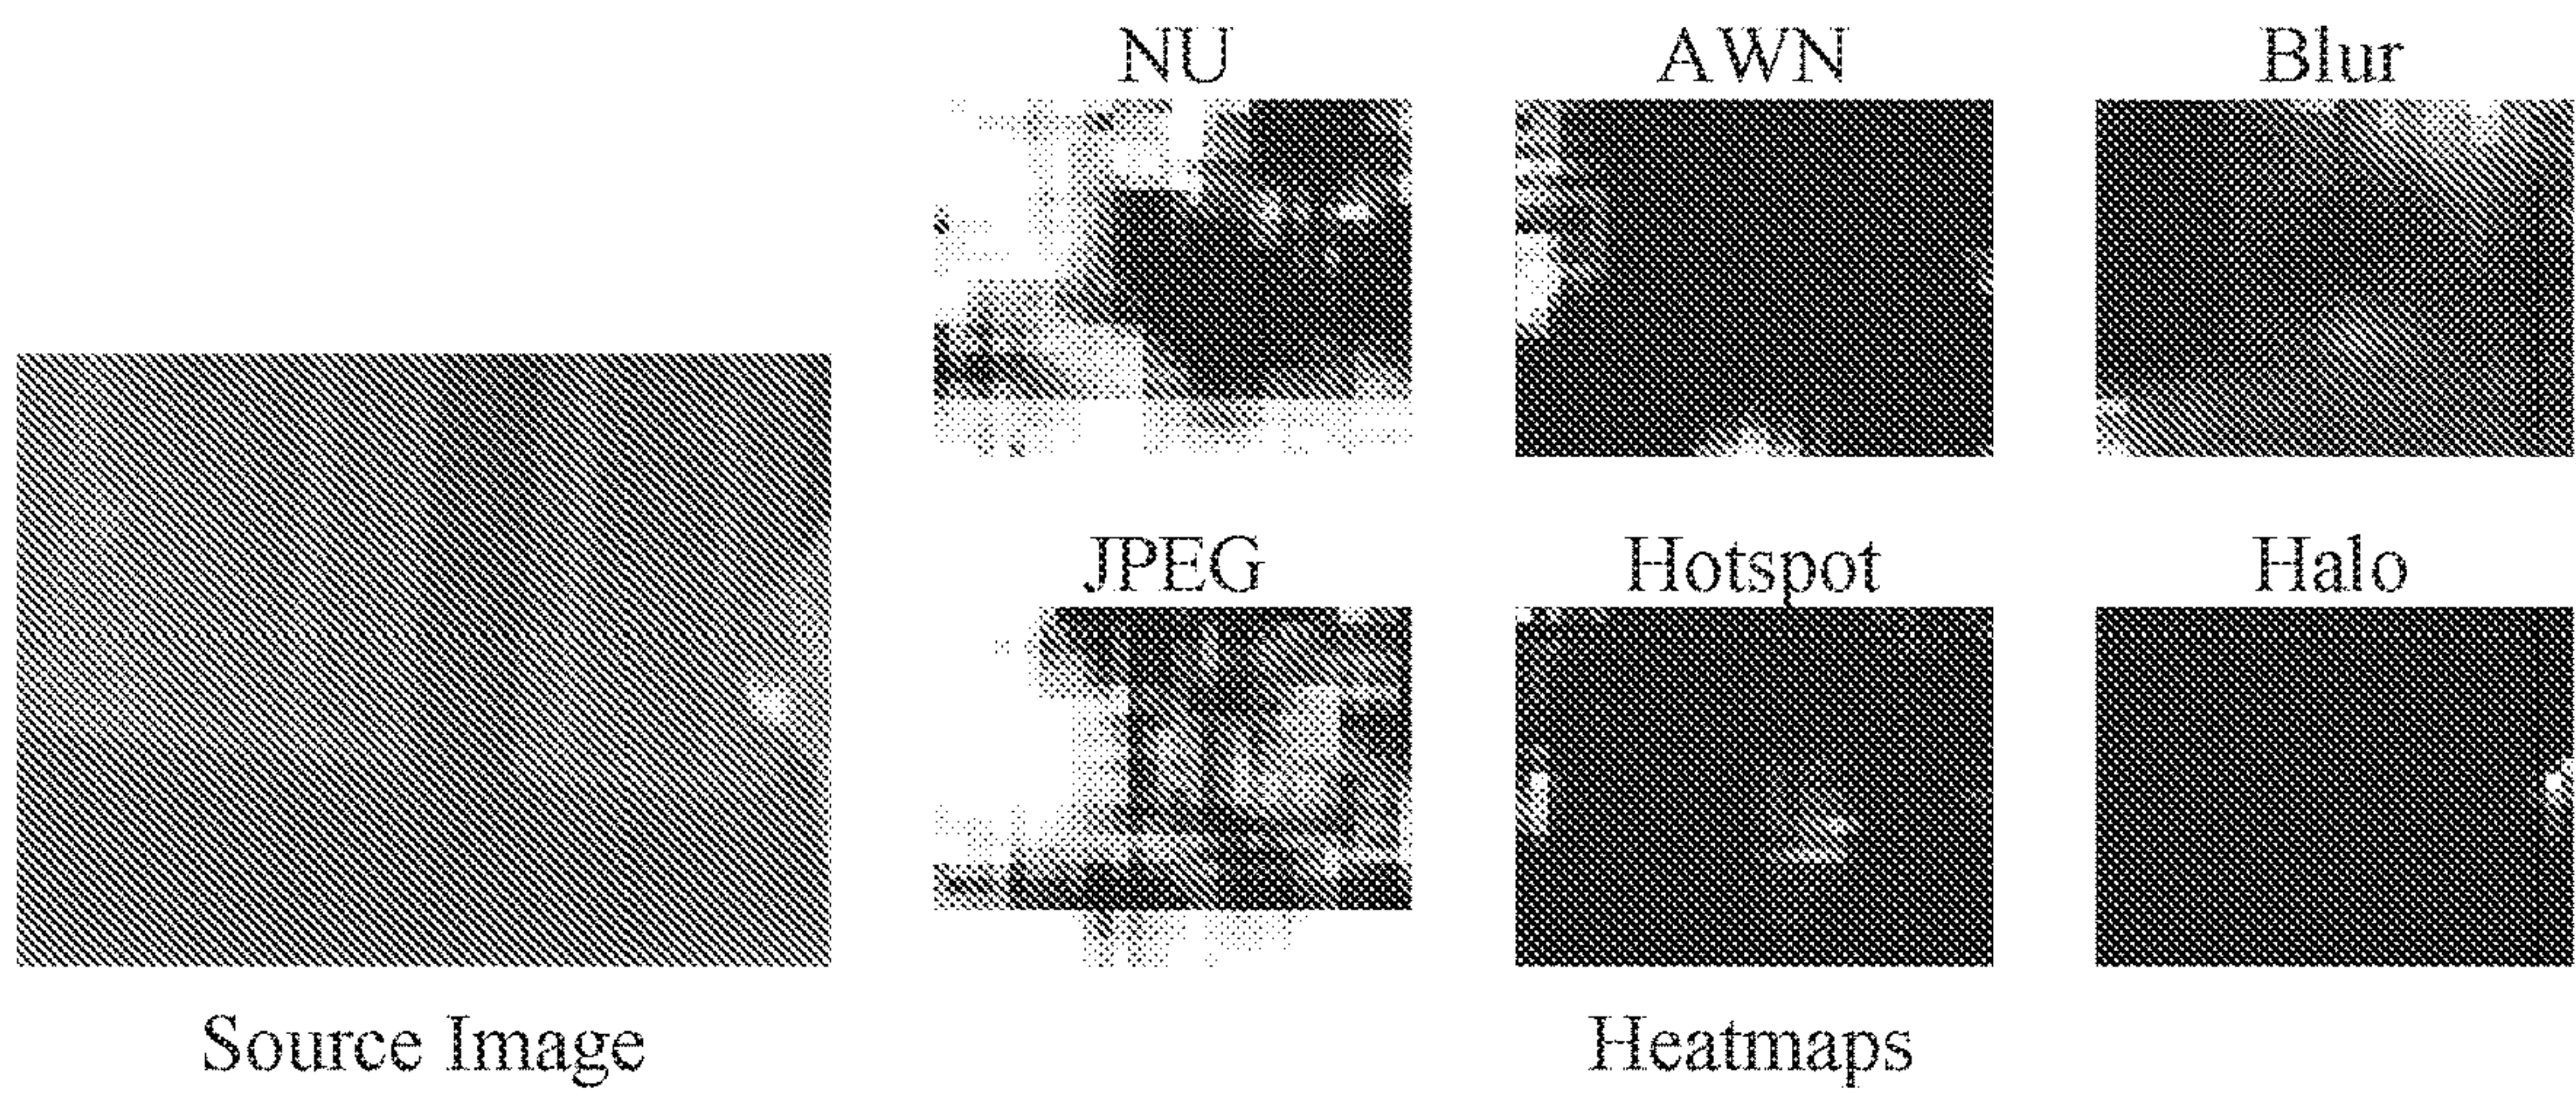 NU
AWN
Blur
JPEG
Hotspot
Halo
Source Image
Heatmaps